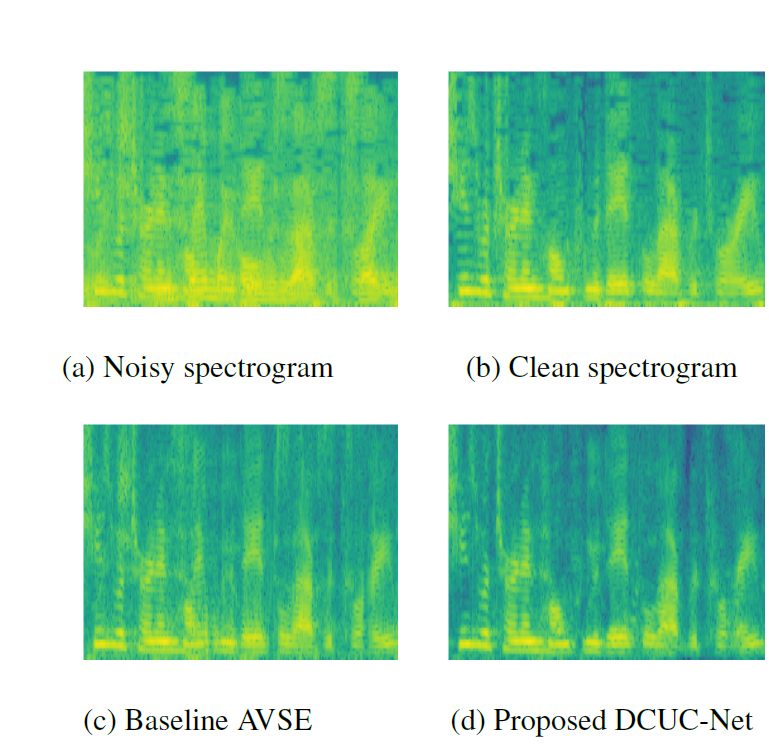 (a) Noisy spectrogram
(b) Clean spectrogram
(c) Baseline AVSE
(d) Proposed DCUC-Net